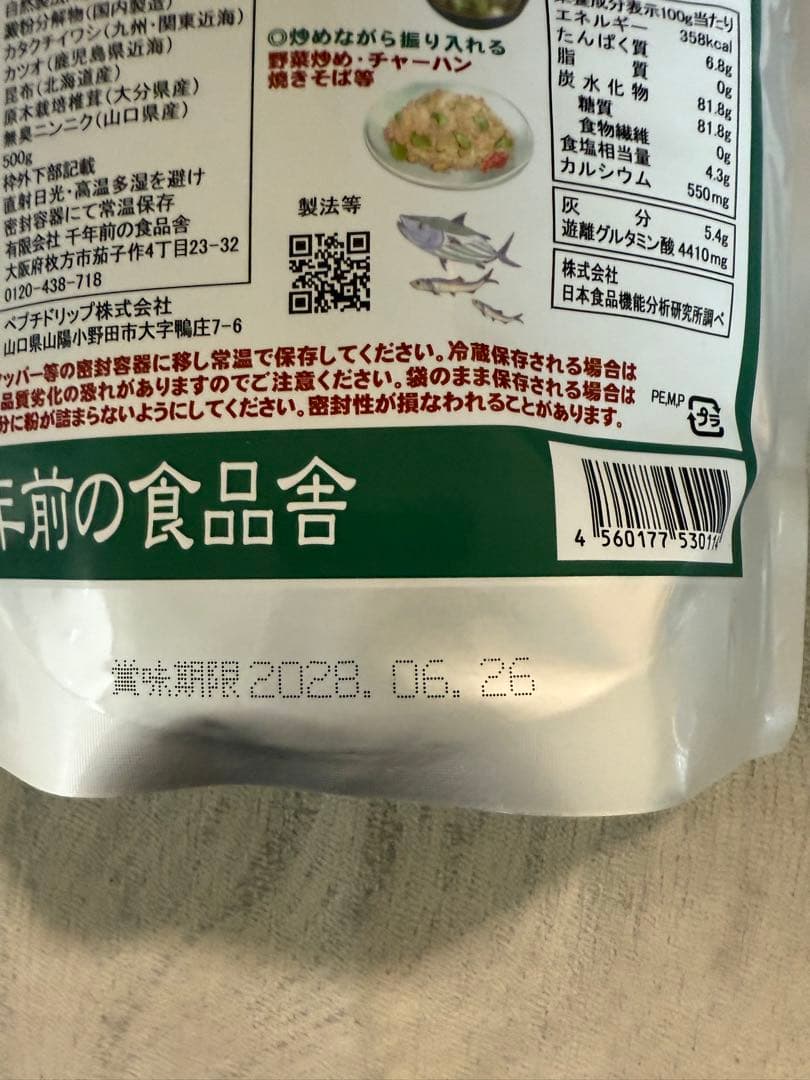 澱粉分解物(国内製造)
カタクチイワシ(九州・関東近海)
カツオ(鹿児島県近海)
昆布(北海道産)
原木栽培椎茸(大分県産)
無臭ニンニク(山口県産)
500g
枠外下部記載
直射日光・高温多湿を避け
密封容器にて常温保存
有限会社 千年前の食品舎
大阪府枚方市茄子作4丁目23-32
0120-438-718
ペプチドリップ株式会社
山口県山陽小野田市大字鴨庄7-6
◎炒めながら振り入れる
野菜炒め・チャーハン
焼きそば等
製法等
養成分表示100g当たり
エネルギー 358kcal
たんぱく質 6.8g
脂質 0g
炭水化物 81.8g
糖質 81.8g
食物繊維 0g
食塩相当量 4.3g
カルシウム 550mg
灰分 5.4g
遊離グルタミン酸 4410mg
株式会社
日本食品機能分析研究所調べ
ッパー等の密封容器に移し常温で保存してください。冷蔵保存される場合は
品質劣化の恐れがありますのでご注意ください。袋のまま保存される場合は
分に粉が詰まらないようにしてください。密封性が損なわれることがあります。
PE,M,P
プラ
年前の食品舎
4 560177 530114
賞味期限 2028. 06. 26